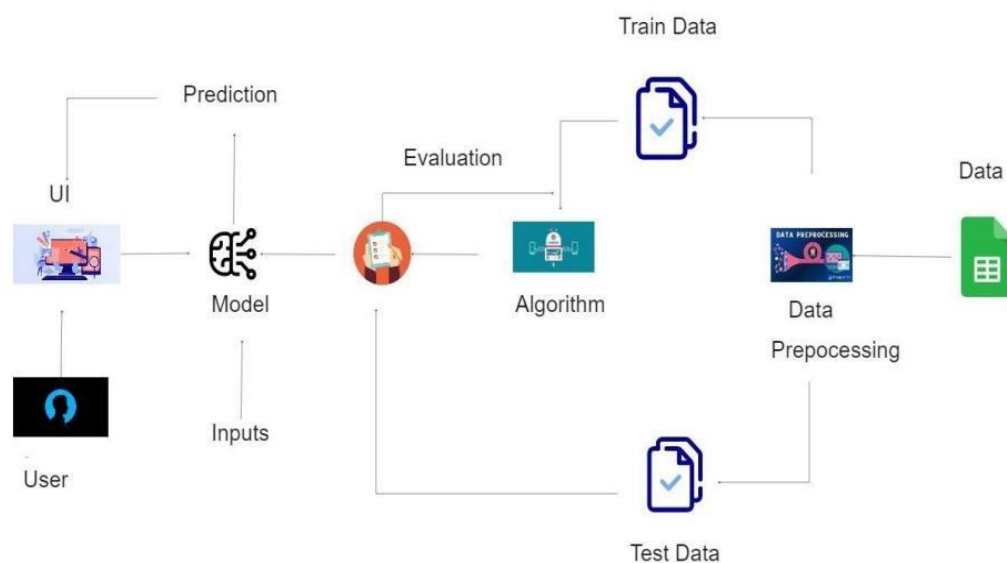 Train Data
Prediction
Evaluation
Data
UI
DATA PREPROCESSING
Model
Algorithm
Data
Prepocessing
Inputs
User
Test Data